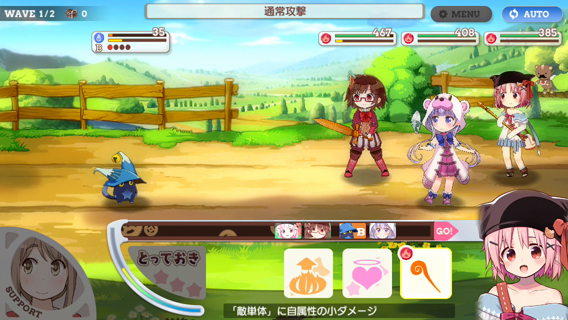 WAVE 1/2
0
通常攻撃
MENU
AUTO
35
B
467
408
385
B
GO!
とっておき
SUPPORT
「敵単体」に自属性の小ダメージ